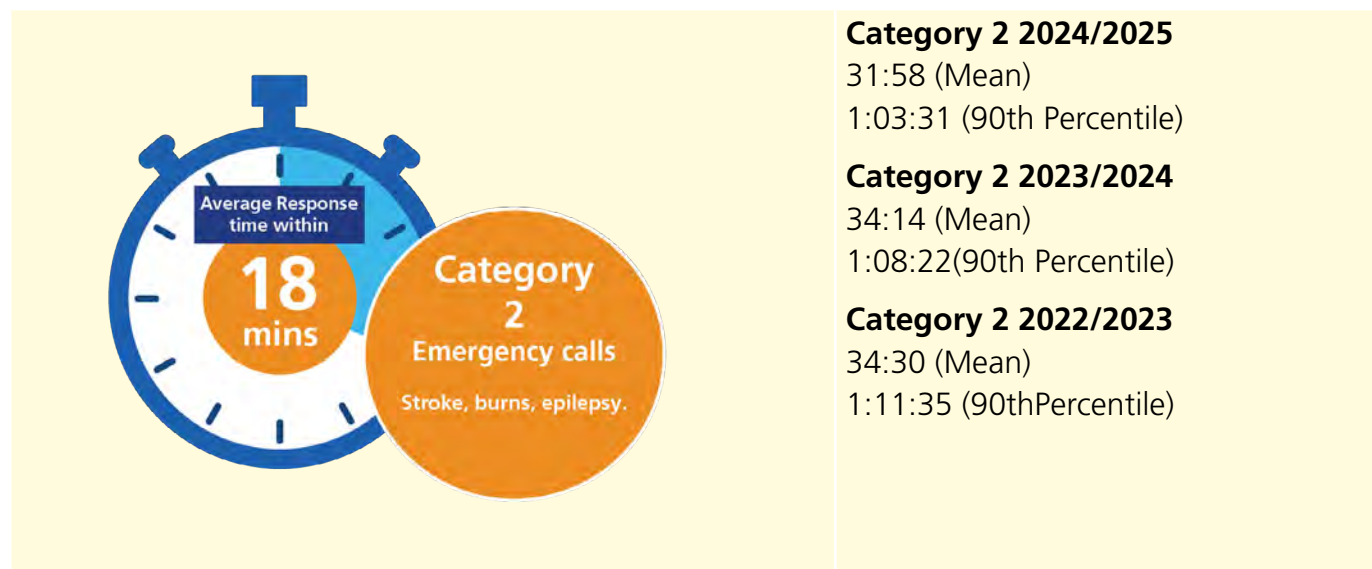 Average Response
time within
18
mins
Category
2
Emergency calls
Stroke, burns, epilepsy.
Category 2 2024/2025
31:58 (Mean)
1:03:31 (90th Percentile)
Category 2 2023/2024
34:14 (Mean)
1:08:22(90th Percentile)
Category 2 2022/2023
34:30 (Mean)
1:11:35 (90thPercentile)